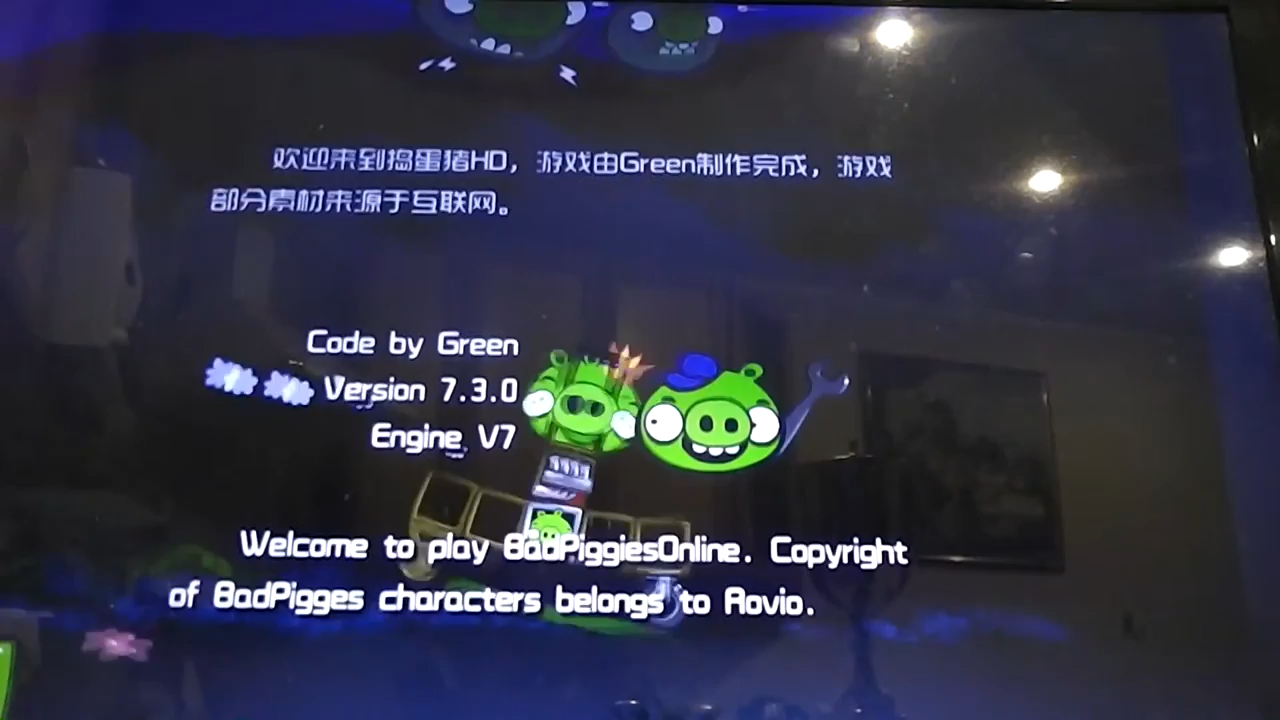 欢迎来到捣蛋猪HD，游戏由Green制作完成，游戏
部分素材来源于互联网。
Code by Green
Version 7.3.0
Engine V7
Welcome to play BadPiggiesOnline. Copyright
of BadPigges characters belongs to Rovio.